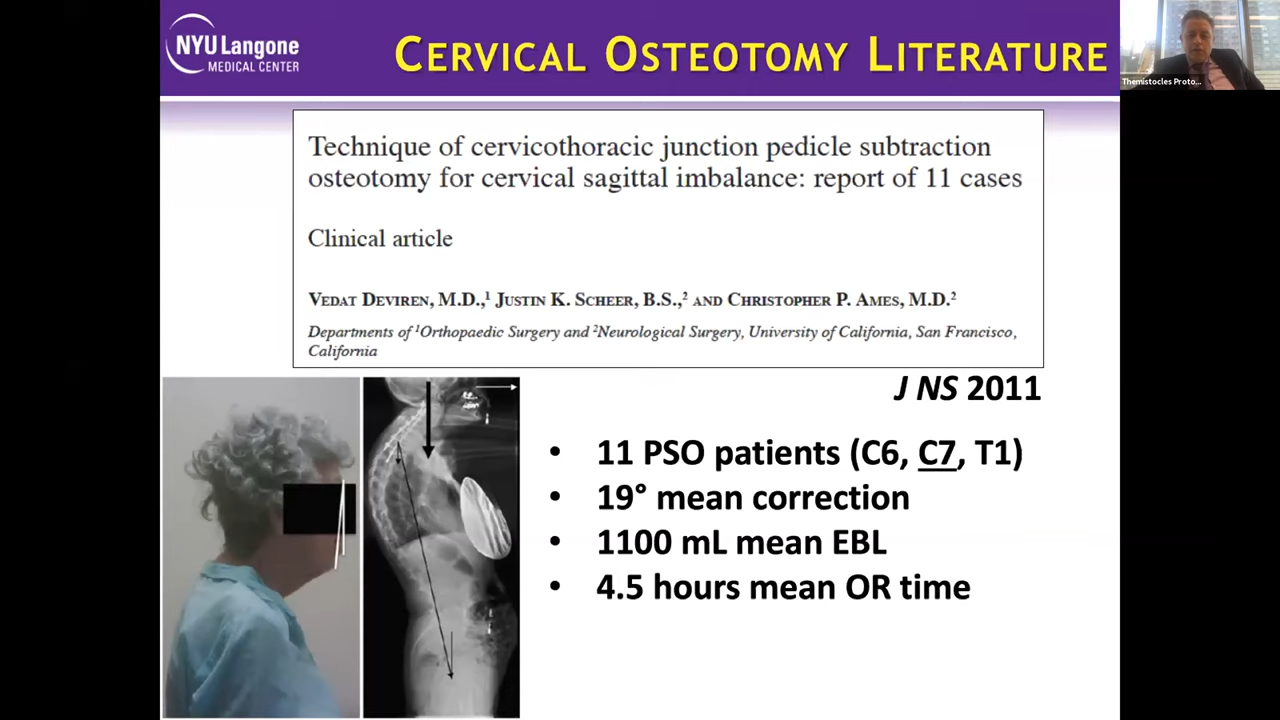 NYU Langone
MEDICAL CENTER
CERVICAL OSTEOTOMY LITERATURE
Themistocles Proto...
Technique of cervicothoracic junction pedicle subtraction
osteotomy for cervical sagittal imbalance: report of 11 cases
Clinical article
VEDAT DEVIREN, M.D.,¹ JUSTIN K. SCHEER, B.S.,² AND CHRISTOPHER P. AMES, M.D.²
Departments of ¹Orthopaedic Surgery and ²Neurological Surgery, University of California, San Francisco,
California
J NS 2011
• 11 PSO patients (C6, C7, T1)
• 19° mean correction
• 1100 mL mean EBL
• 4.5 hours mean OR time